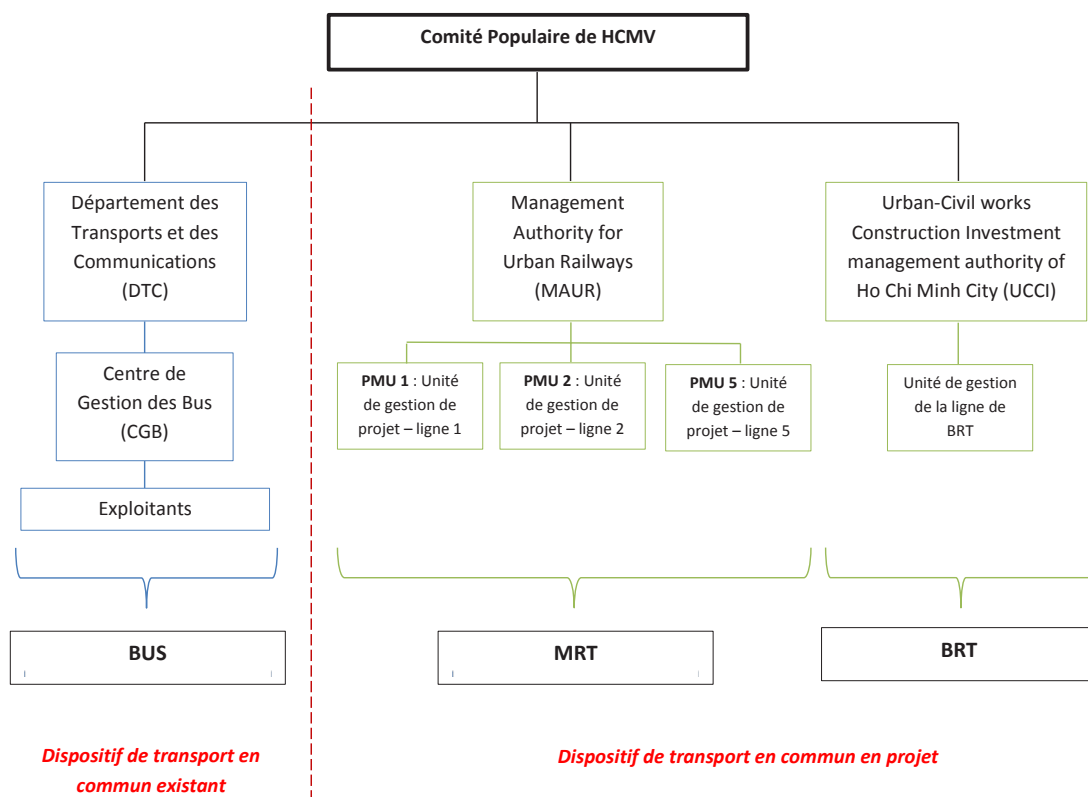 Comité Populaire de HCMV
Département des
Transports et des
Communications
(DTC)
Management
Authority for
Urban Railways
(MAUR)
Urban-Civil works
Construction Investment
management authority of
Ho Chi Minh City (UCCI)
Centre de
Gestion des Bus
(CGB)
PMU 1 : Unité
de gestion de
projet – ligne 1
PMU 2 : Unité
de gestion de
projet – ligne 2
PMU 5 : Unité
de gestion de
projet – ligne 5
Unité de gestion
de la ligne de
BRT
Exploitants
BUS
MRT
BRT
Dispositif de transport en
commun existant
Dispositif de transport en commun en projet